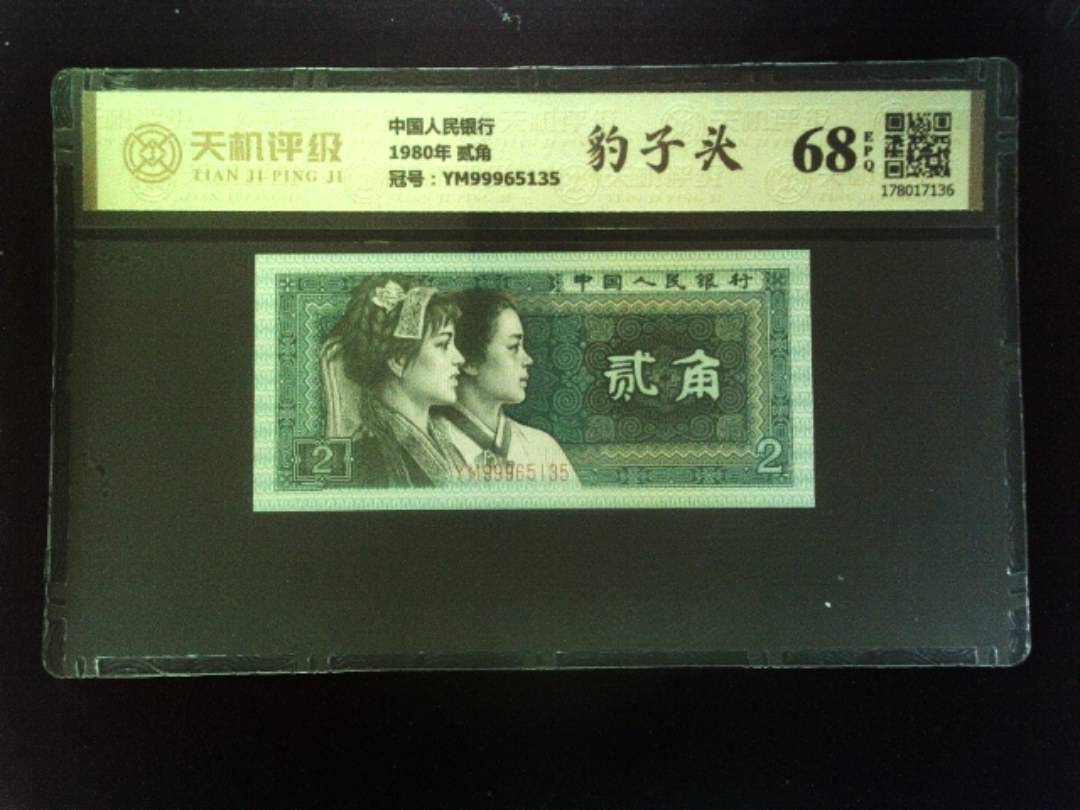 天机评级
TIAN JI PING JI
中国人民银行
1980年 贰角
冠号：YM99965135
豹子头
68
EPQ
178017136
中国人民银行
贰角
2
YM99965135
2